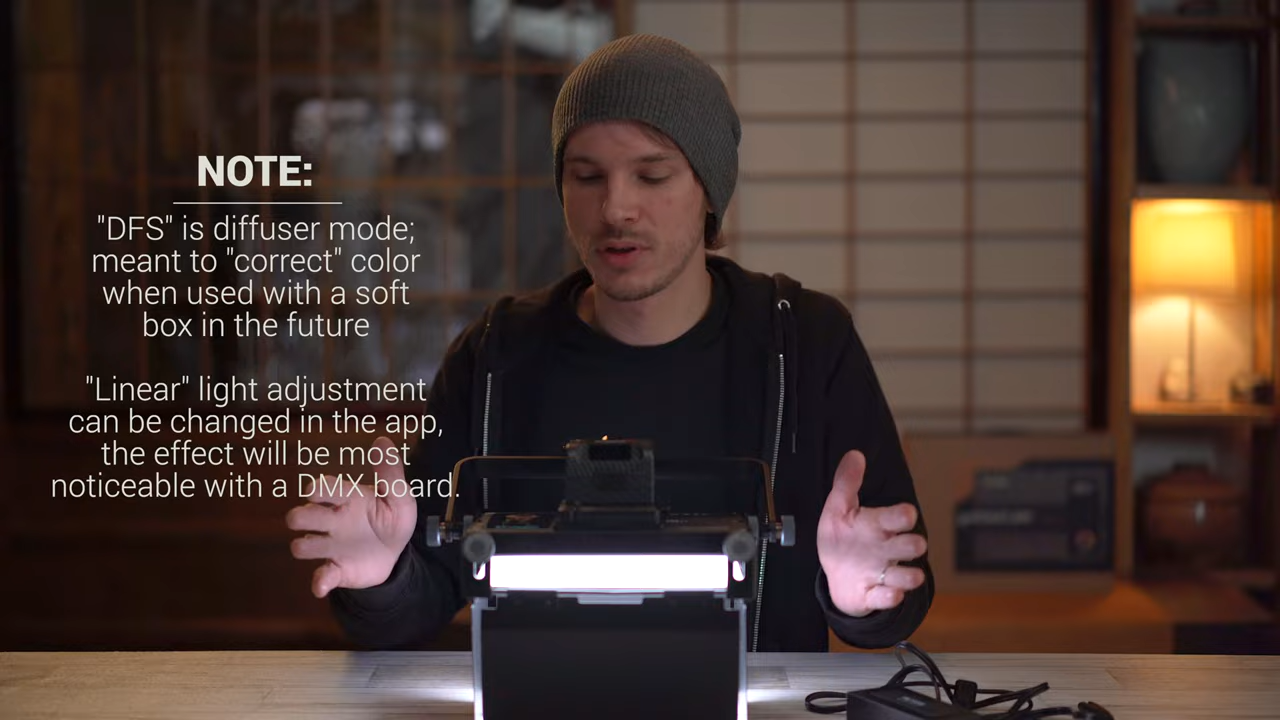 NOTE:
"DFS" is diffuser mode;
meant to "correct" color
when used with a soft
box in the future
"Linear" light adjustment
can be changed in the app,
the effect will be most
noticeable with a DMX board.